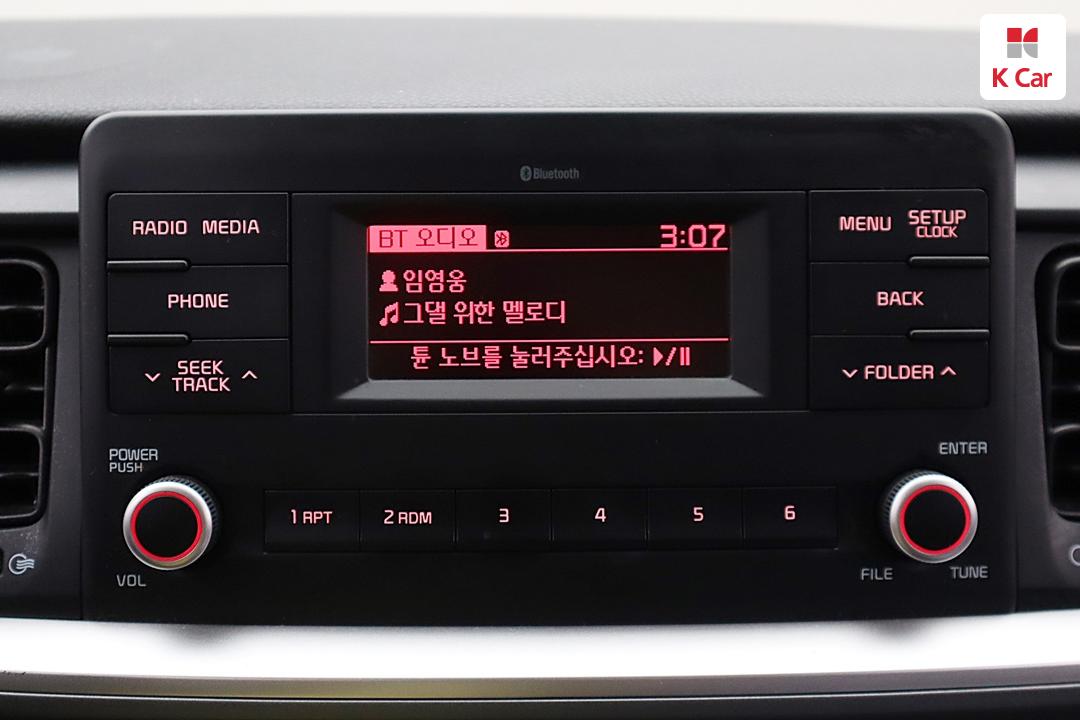 K Car
Bluetooth
RADIO MEDIA
PHONE
SEEK
TRACK
BT 오디오 3:07
임영웅
그댈 위한 멜로디
튠 노브를 눌러주십시오:
MENU SETUP
CLOCK
BACK
FOLDER
POWER
PUSH
VOL
1 RPT 2 RDM 3 4 5 6
ENTER
FILE TUNE